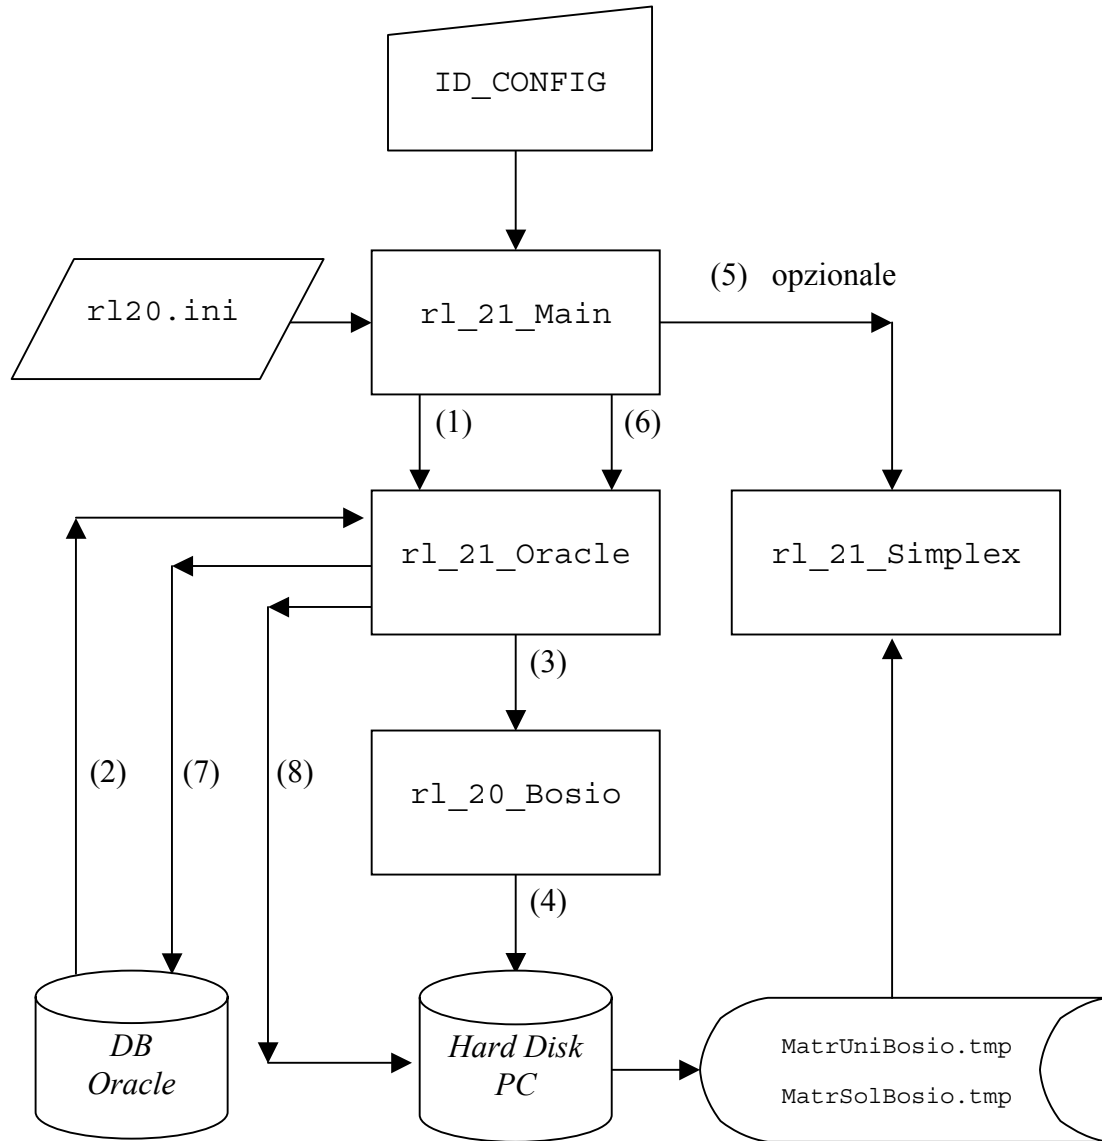 ID_CONFIG
(5) opzionale
rl20.ini
rl_21_Main
(1)
(6)
rl_21_Oracle
rl_21_Simplex
(3)
(2)
(7)
(8)
rl_20_Bosio
(4)
DB
Oracle
Hard Disk
PC
MatrUniBosio.tmp
MatrSolBosio.tmp